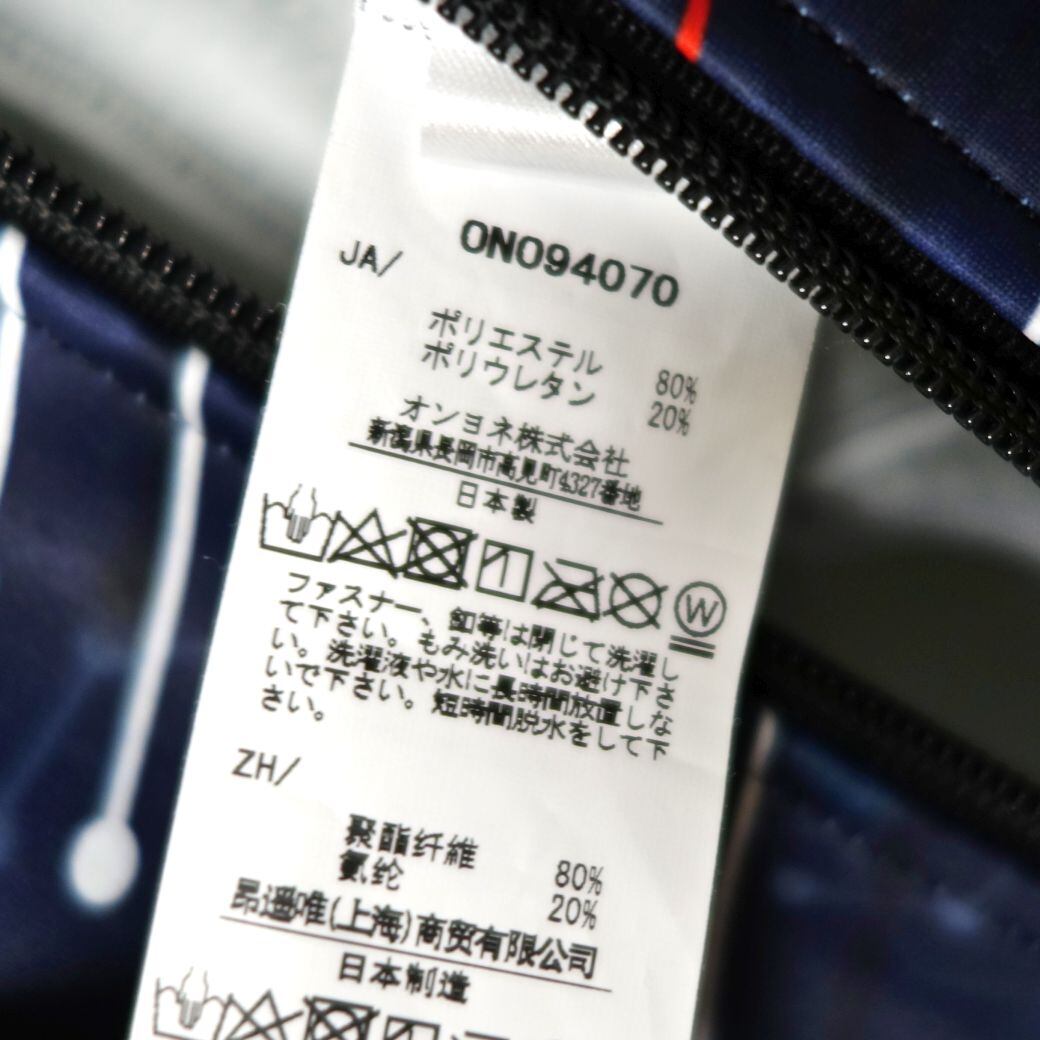 ON094070
JA/
ポリエステル 80%
ポリウレタン 20%
オンヨネ株式会社
新潟県長岡市高見町4327番地
日本製
W
ファスナー、釦等は閉じて洗濯し
て下さい。もみ洗いはお避け下さ
い。洗濯液や水に長時間放置しな
いで下さい。短時間脱水をして下
さい。
ZH/
聚酯纤維 80%
氨纶 20%
昂遥唯(上海)商贸有限公司
日本制造